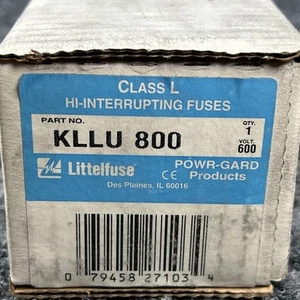 CLASS L
HI-INTERRUPTING FUSES
PART NO.
QTY.
1
KLLU 800
VOLT
600
Littelfuse
POWR-GARD
CE Products
Des Plaines, IL 60016
0 79458 27103 4